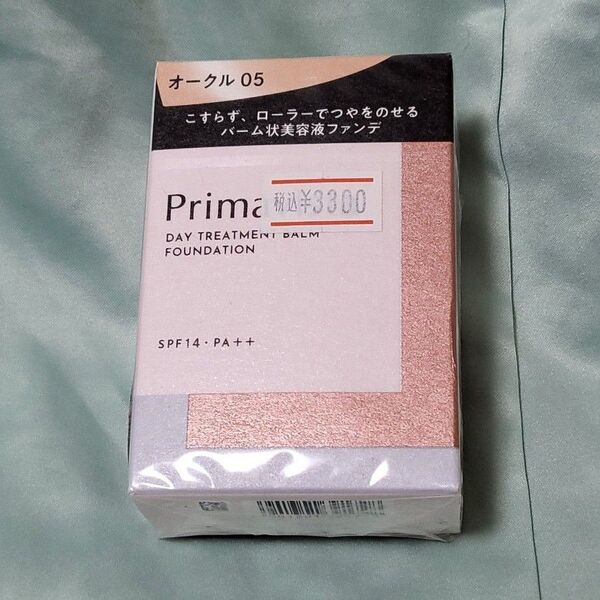 オークル 05
こすらず、ローラーでつやをのせる
バーム状美容液ファンデ
Prima
税込¥3300
DAY TREATMENT BALM
FOUNDATION
SPF14・PA++